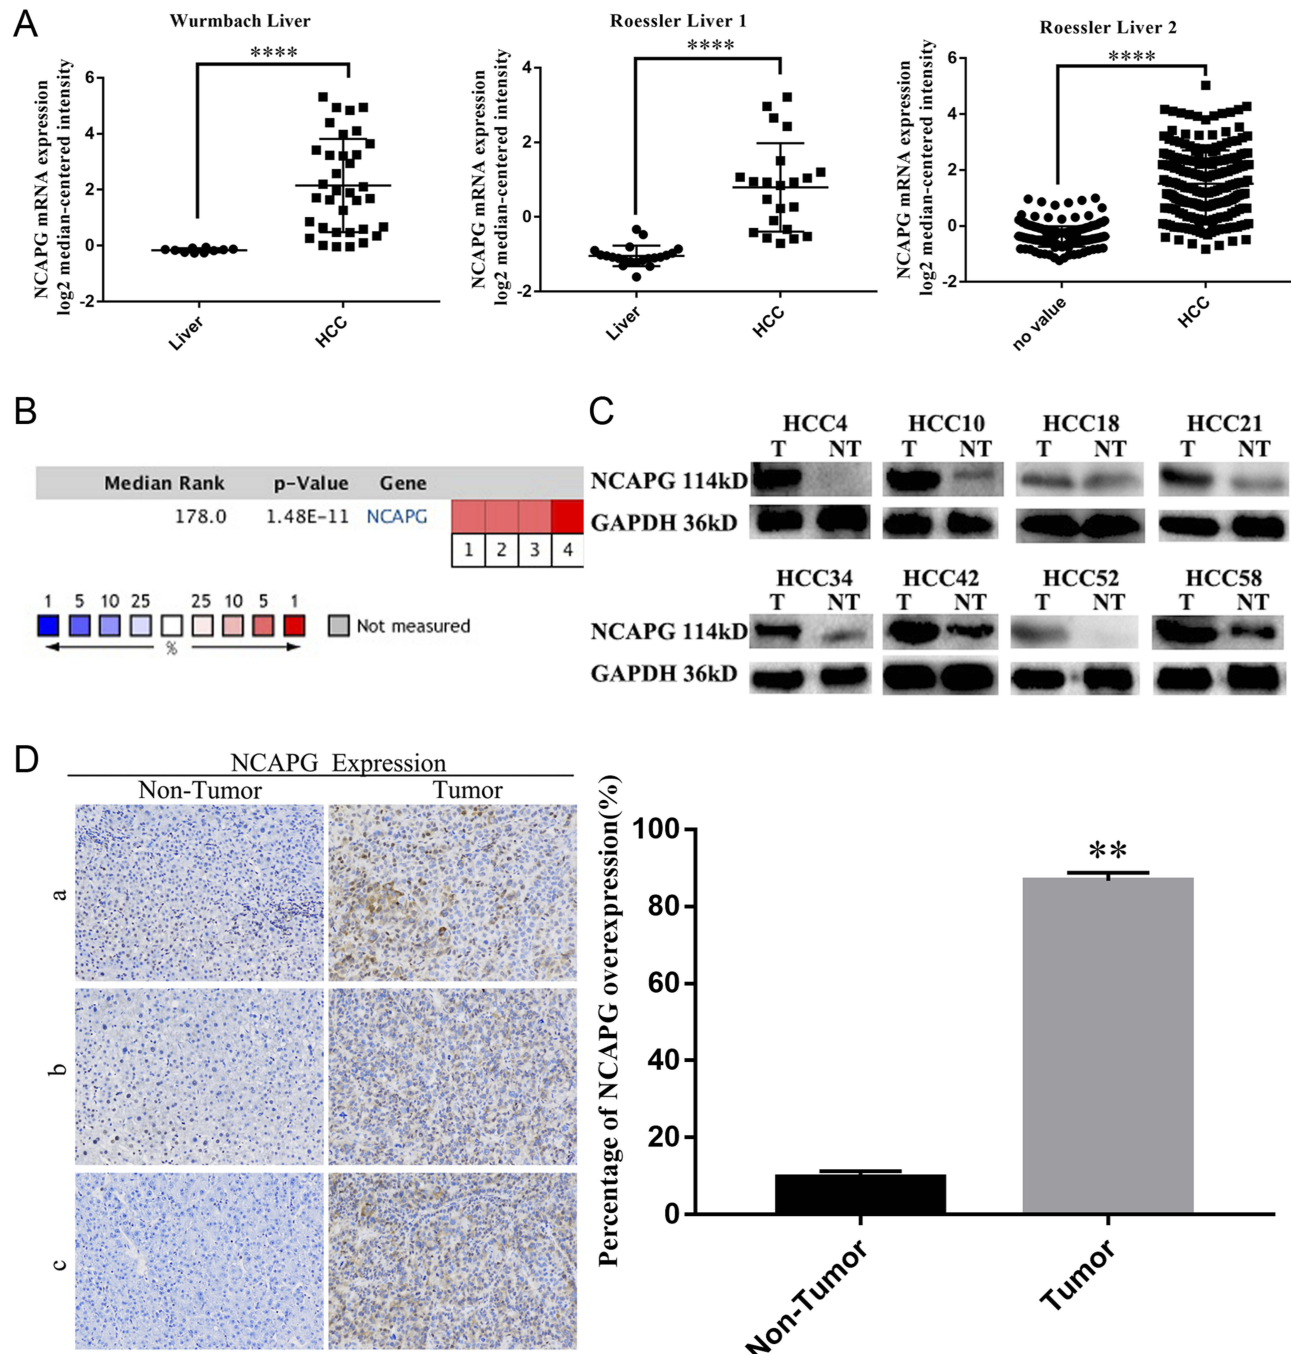 A
Wurmbach Liver
****
NCAPG mRNA expression
log2 median-centered intensity
6
4
2
0
-2
Liver
HCC
Roessler Liver 1
****
NCAPG mRNA expression
log2 median-centered intensity
4
2
0
-2
Liver
HCC
Roessler Liver 2
****
NCAPG mRNA expression
log2 median-centered intensity
6
4
2
0
-2
no value
HCC
B
Median Rank p-Value Gene
178.0 1.48E-11 NCAPG
1 2 3 4
1 5 10 25 25 10 5 1
Not measured
%
C
HCC4 HCC10 HCC18 HCC21
T NT T NT T NT T NT
NCAPG 114kD
GAPDH 36kD
HCC34 HCC42 HCC52 HCC58
T NT T NT T NT T NT
NCAPG 114kD
GAPDH 36kD
D
NCAPG Expression
Non-Tumor Tumor
a
b
c
Percentage of NCAPG overexpression(%)
100
80
60
40
20
0
**
Non-Tumor
Tumor